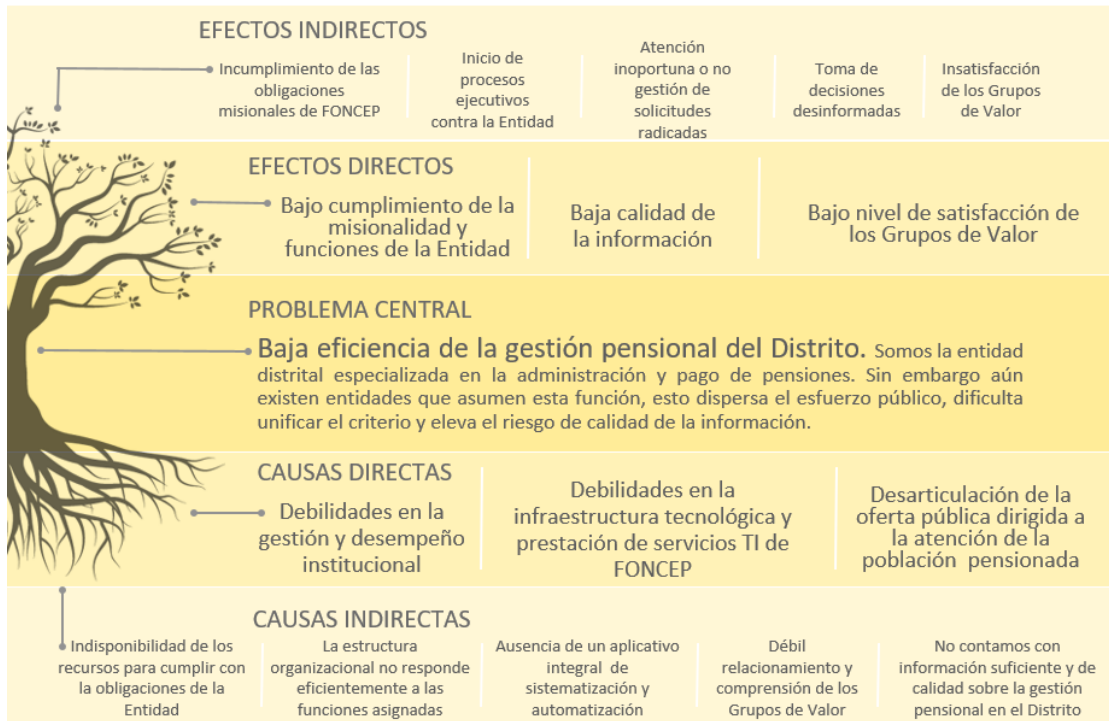 EFECTOS INDIRECTOS
Incumplimiento de las
obligaciones
misionales de FONCEP
Inicio de
procesos
ejecutivos
contra la Entidad
Atención
inoportuna o no
gestión de
solicitudes
radicadas
Toma de
decisiones
desinformadas
Insatisfacción
de los Grupos
de Valor
EFECTOS DIRECTOS
Bajo cumplimiento de la
misionalidad y
funciones de la Entidad
Baja calidad de
la información
Bajo nivel de satisfacción de
los Grupos de Valor
PROBLEMA CENTRAL
Baja eficiencia de la gestión pensional del Distrito. Somos la entidad
distrital especializada en la administración y pago de pensiones. Sin embargo aún
existen entidades que asumen esta función, esto dispersa el esfuerzo público, dificulta
unificar el criterio y eleva el riesgo de calidad de la información.
CAUSAS DIRECTAS
Debilidades en la
gestión y desempeño
institucional
Debilidades en la
infraestructura tecnológica y
prestación de servicios TI de
FONCEP
Desarticulación de la
oferta pública dirigida a
la atención de la
población pensionada
CAUSAS INDIRECTAS
Indisponibilidad de los
recursos para cumplir con
la obligaciones de la
Entidad
La estructura
organizacional no responde
eficientemente a las
funciones asignadas
Ausencia de un aplicativo
integral de
sistematización y
automatización
Débil
relacionamiento y
comprensión de los
Grupos de Valor
No contamos con
información suficiente y de
calidad sobre la gestión
pensional en el Distrito